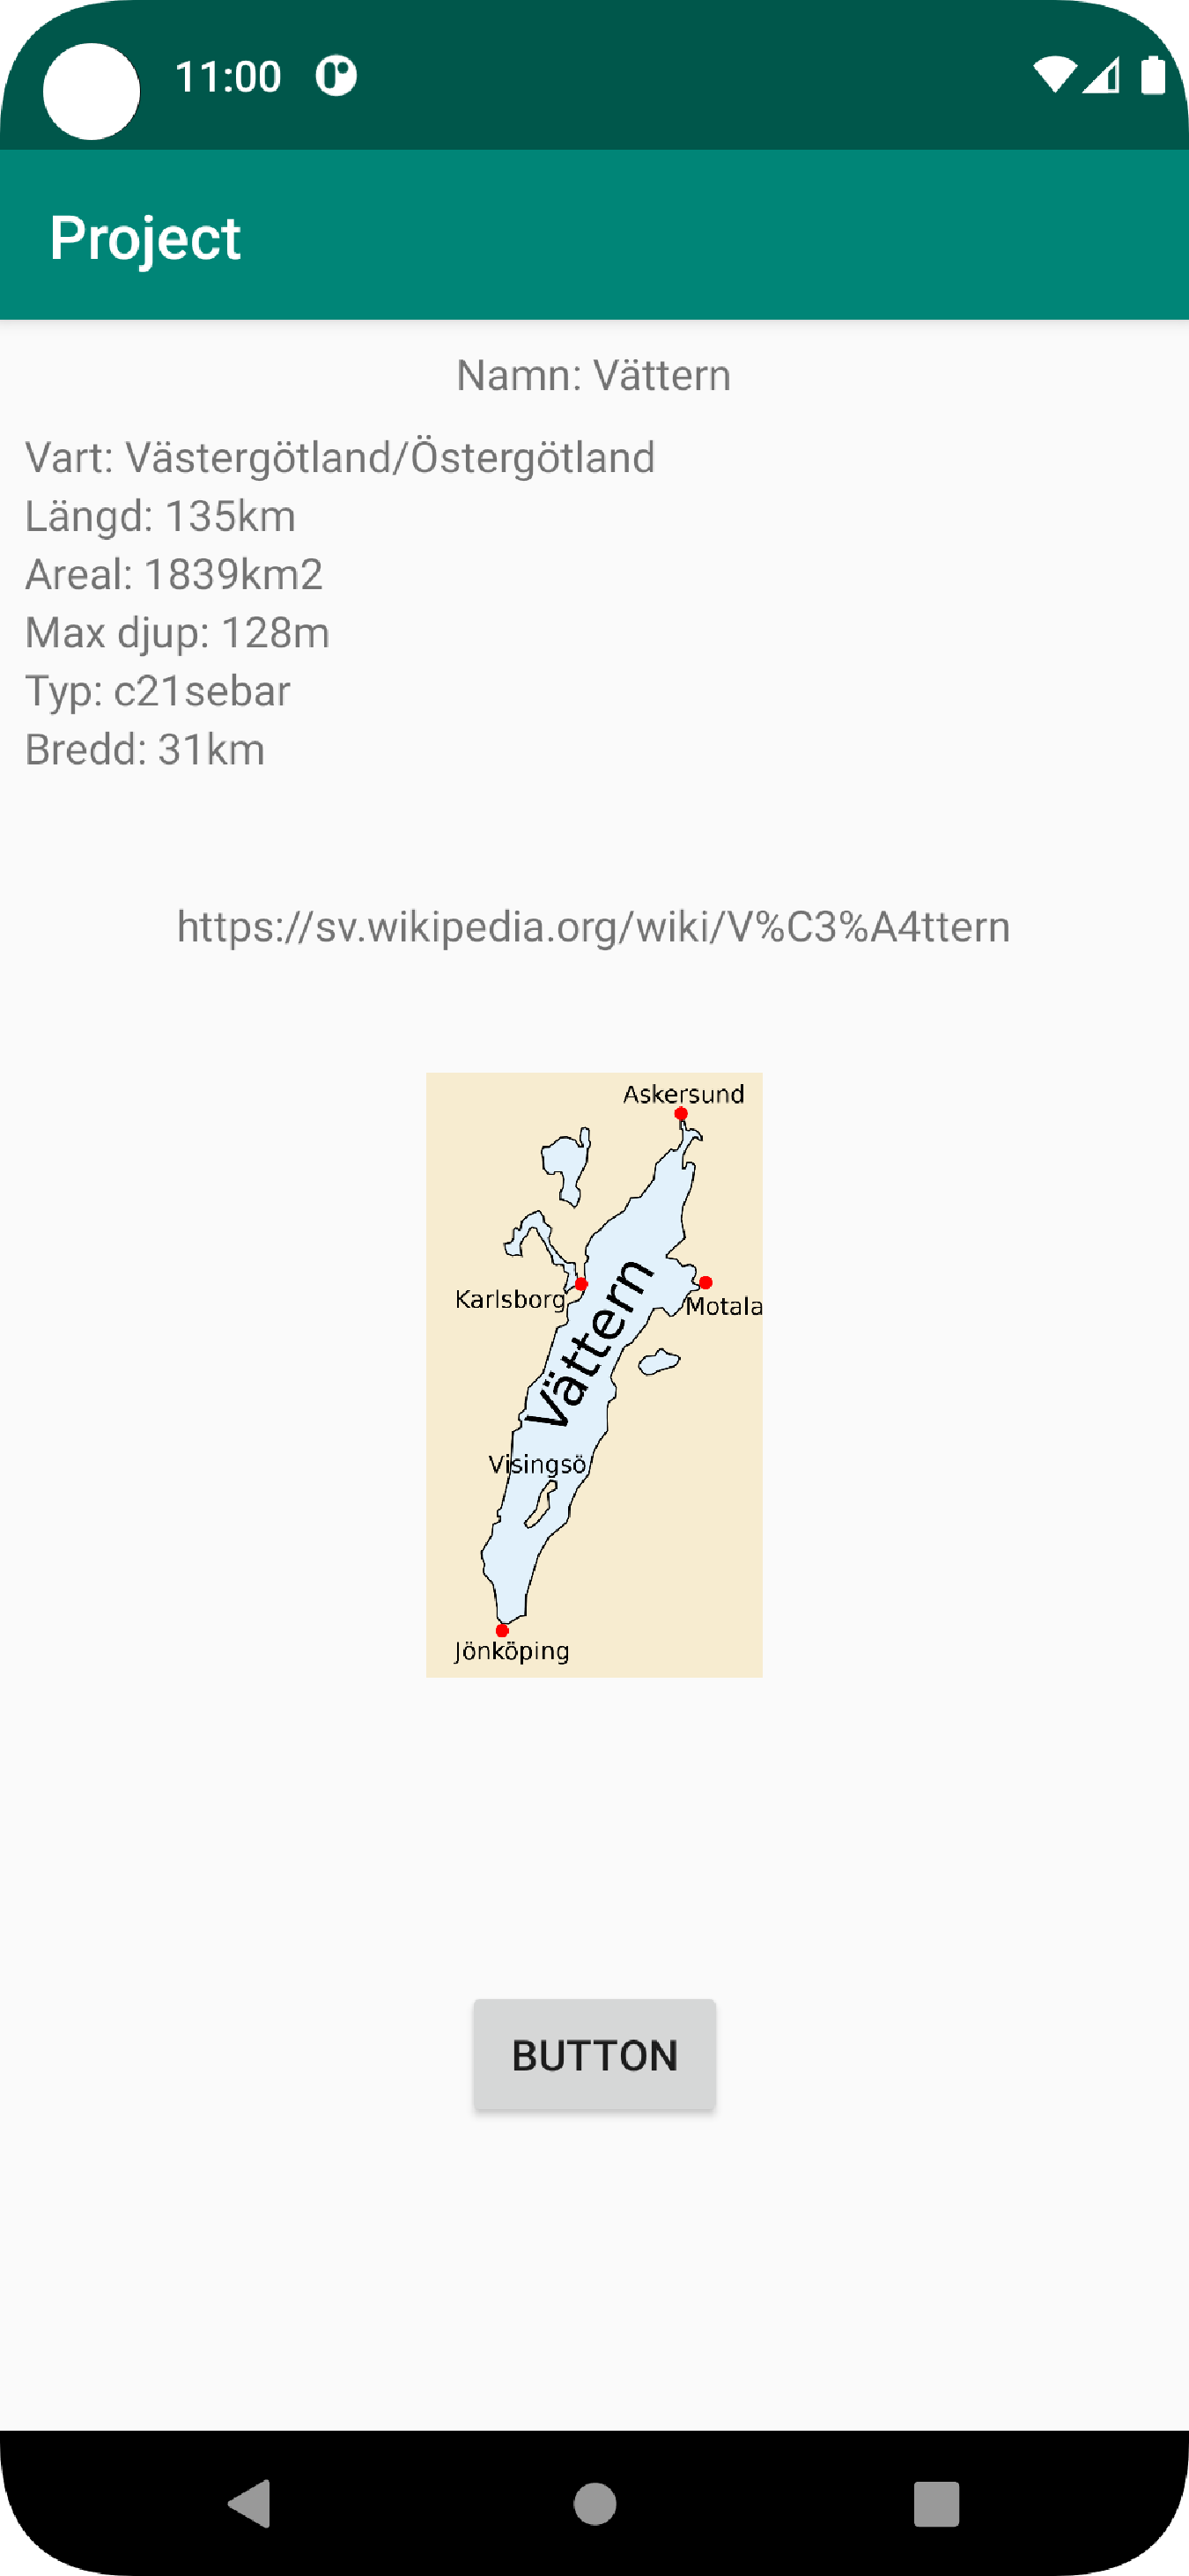 11:00
Project
Namn: Vättern
Vart: Västergötland/Östergötland
Längd: 135km
Areal: 1839km2
Max djup: 128m
Typ: c21sebar
Bredd: 31km
https://sv.wikipedia.org/wiki/V%C3%A4ttern
Askersund
Karlsborg
Motala
Vättern
Visingsö
Jönköping
BUTTON